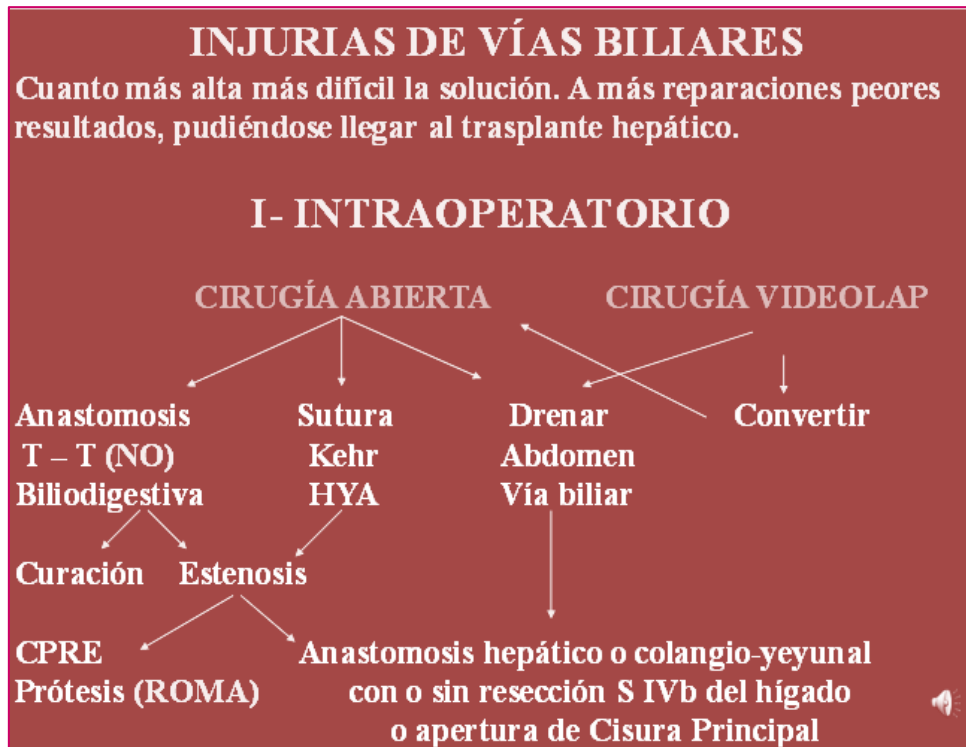 INJURIAS DE VÍAS BILIARES
Cuanto más alta más difícil la solución. A más reparaciones peores
resultados, pudiéndose llegar al trasplante hepático.
I- INTRAOPERATORIO
CIRUGÍA ABIERTA
CIRUGÍA VIDEOLAP
Anastomosis
T – T (NO)
Biliodigestiva
Sutura
Kehr
HYA
Drenar
Abdomen
Vía biliar
Convertir
Curación
Estenosis
CPRE
Prótesis (ROMA)
Anastomosis hepático o colangio-yeyunal
con o sin resección S IVb del hígado
o apertura de Cisura Principal